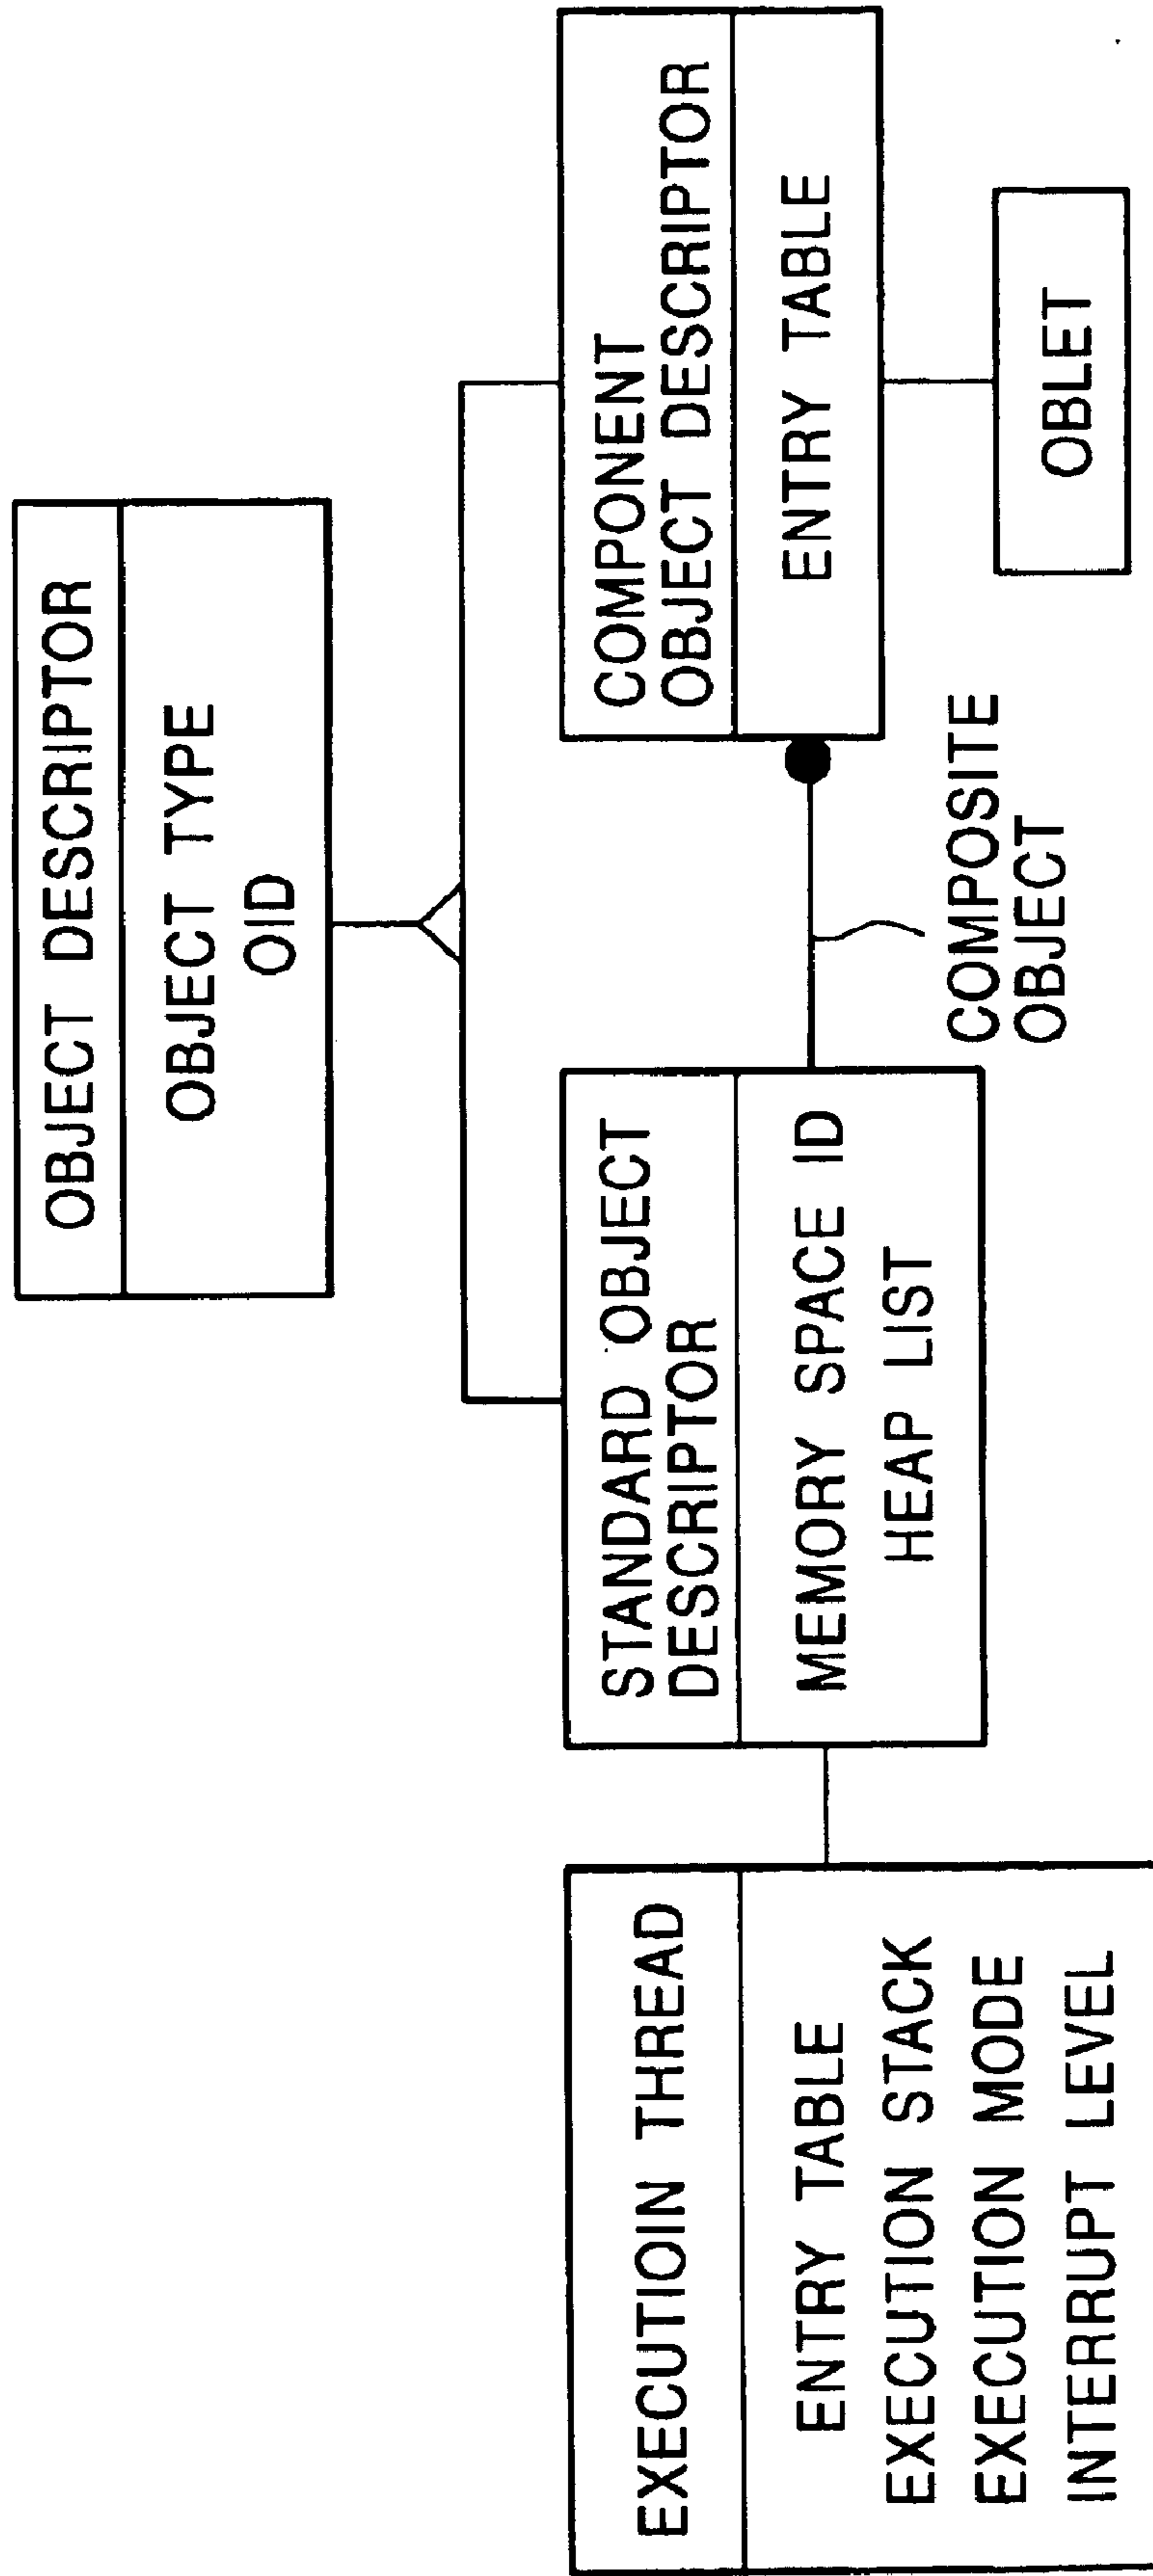 OBJECT DESCRIPTOR
OBJECT TYPE
OID
STANDARD OBJECT
DESCRIPTOR
MEMORY SPACE ID
HEAP LIST
COMPONENT
OBJECT DESCRIPTOR
ENTRY TABLE
COMPOSITE
OBJECT
OBLET
EXECUTION THREAD
ENTRY TABLE
EXECUTION STACK
EXECUTION MODE
INTERRUPT LEVEL